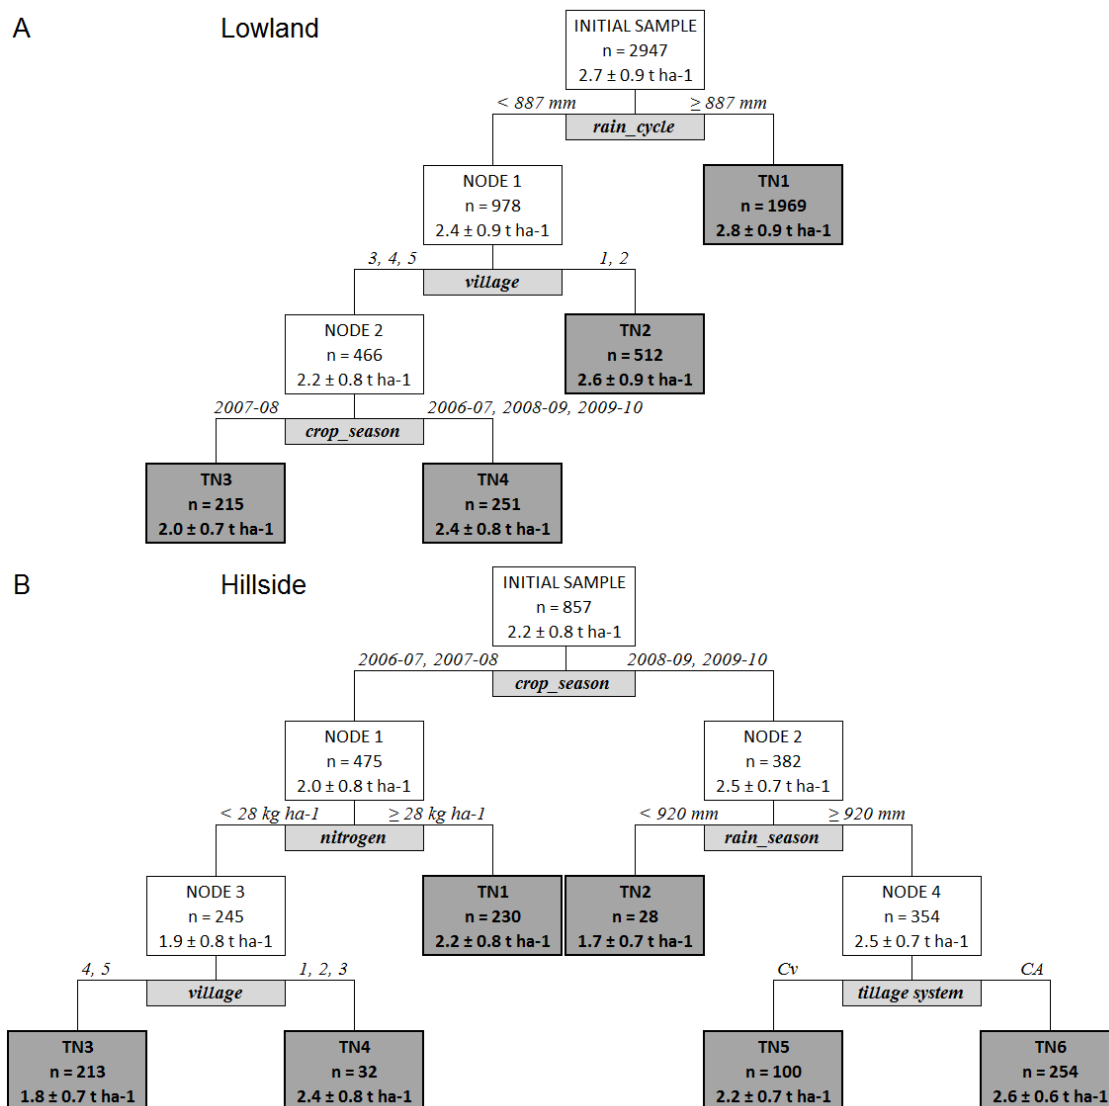 A
Lowland
INITIAL SAMPLE
n = 2947
2.7 ± 0.9 t ha-1
< 887 mm
≥ 887 mm
rain_cycle
NODE 1
n = 978
2.4 ± 0.9 t ha-1
TN1
n = 1969
2.8 ± 0.9 t ha-1
3, 4, 5
1, 2
village
NODE 2
n = 466
2.2 ± 0.8 t ha-1
TN2
n = 512
2.6 ± 0.9 t ha-1
2007-08
2006-07, 2008-09, 2009-10
crop_season
TN3
n = 215
2.0 ± 0.7 t ha-1
TN4
n = 251
2.4 ± 0.8 t ha-1
B
Hillside
INITIAL SAMPLE
n = 857
2.2 ± 0.8 t ha-1
2006-07, 2007-08
2008-09, 2009-10
crop_season
NODE 1
n = 475
2.0 ± 0.8 t ha-1
NODE 2
n = 382
2.5 ± 0.7 t ha-1
< 28 kg ha-1
≥ 28 kg ha-1
nitrogen
< 920 mm
≥ 920 mm
rain_season
NODE 3
n = 245
1.9 ± 0.8 t ha-1
TN1
n = 230
2.2 ± 0.8 t ha-1
TN2
n = 28
1.7 ± 0.7 t ha-1
NODE 4
n = 354
2.5 ± 0.7 t ha-1
4, 5
1, 2, 3
village
Cv
CA
tillage system
TN3
n = 213
1.8 ± 0.7 t ha-1
TN4
n = 32
2.4 ± 0.8 t ha-1
TN5
n = 100
2.2 ± 0.7 t ha-1
TN6
n = 254
2.6 ± 0.6 t ha-1